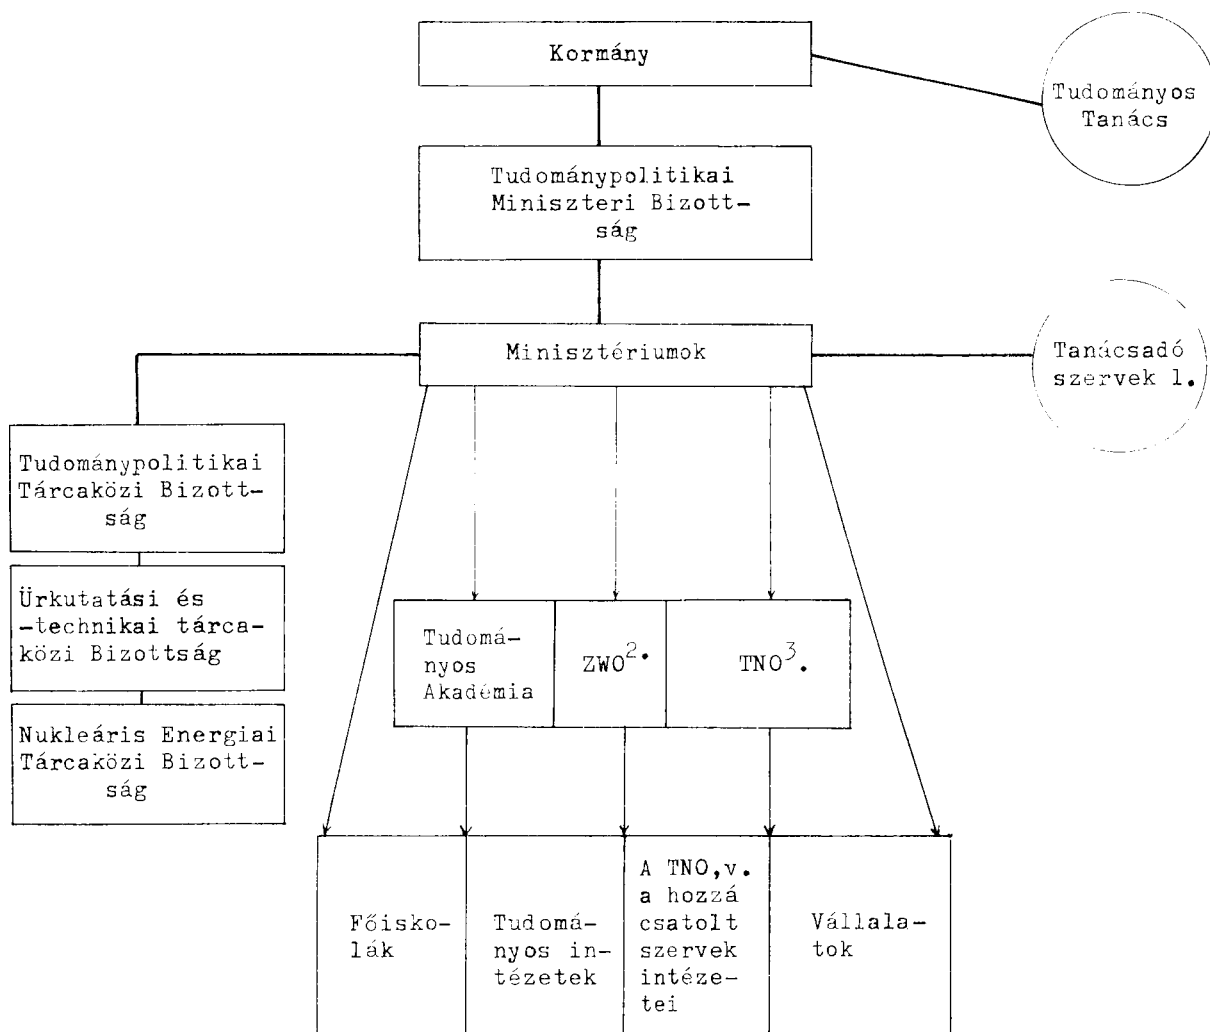 Kormány
Tudományos
Tanács
Tudománypolitikai
Miniszteri Bizott-
ság
Minisztériumok
Tanácsadó
szervek 1.
Tudománypolitikai
Tárcaközi Bizott-
ság
Ürkutatási és
-technikai tárca-
közi Bizottság
Nukleáris Energiai
Tárcaközi Bizott-
ság
Tudomá-
nyos
Akadémia
ZWO2.
TNO3.
Főisko-
lák
Tudomá-
nyos in-
tézetek
A TNO,v.
a hozzá
csatolt
szervek
intéze-
tei
Vállala-
tok